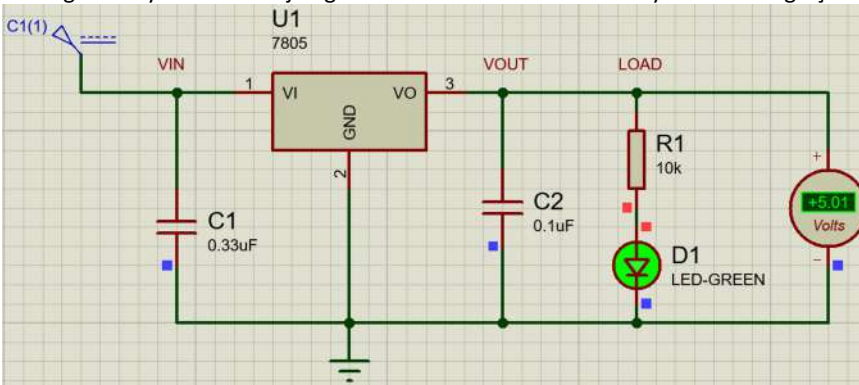 U1
7805
C1(1)
VIN
VOUT
LOAD
1
VI
VO
3
GND
2
C1
0.33uF
C2
0.1uF
R1
10k
D1
LED-GREEN
+
+5.01
Volts
−